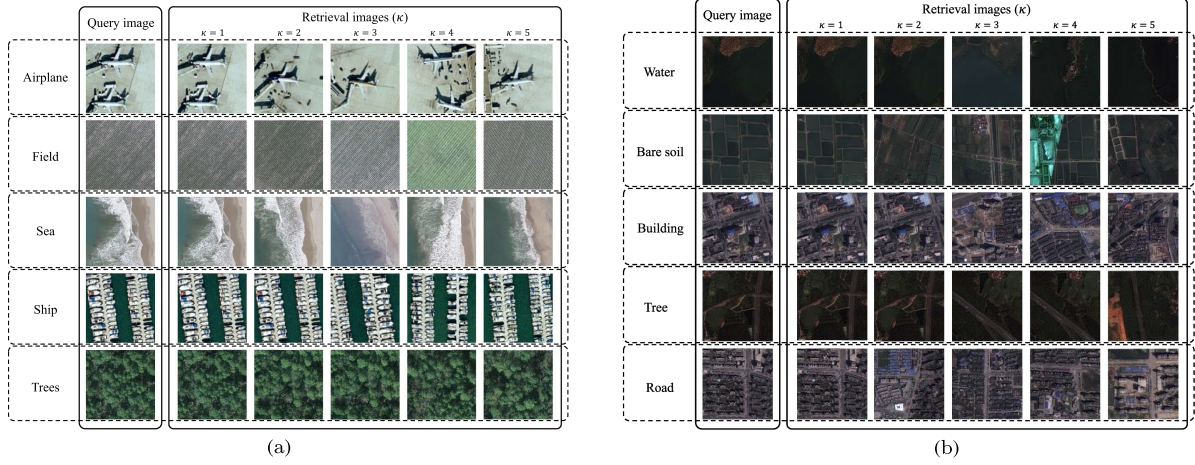 Query image
Retrieval images (κ)
κ = 1 κ = 2 κ = 3 κ = 4 κ = 5
Airplane
Field
Sea
Ship
Trees
(a)
Query image
Retrieval images (κ)
κ = 1 κ = 2 κ = 3 κ = 4 κ = 5
Water
Bare soil
Building
Tree
Road
(b)